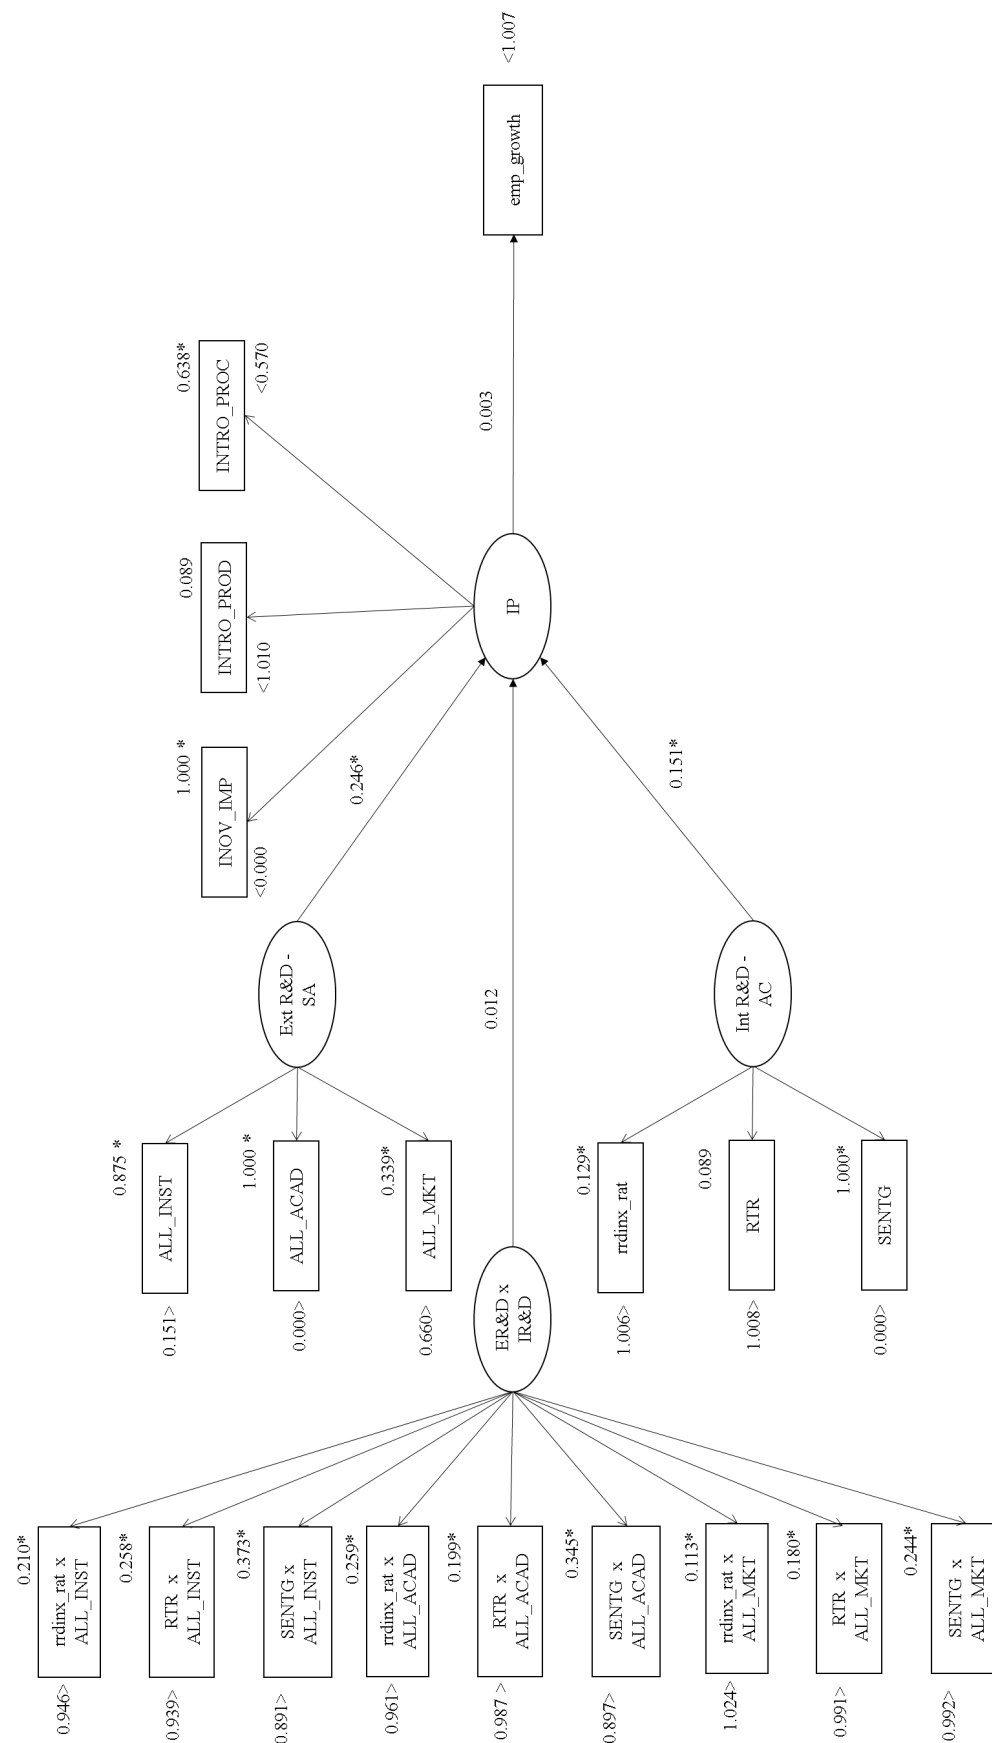 0.946>
rrdinx_rat x
ALL_INST
0.210*
0.939>
RTR x
ALL_INST
0.258*
0.891>
SENTG x
ALL_INST
0.373*
0.961>
rrdinx_rat x
ALL_ACAD
0.259*
0.987 >
RTR x
ALL_ACAD
0.199*
0.897>
SENTG x
ALL_ACAD
0.345*
1.024>
rrdinx_rat x
ALL_MKT
0.113*
0.991>
RTR x
ALL_MKT
0.180*
0.992>
SENTG x
ALL_MKT
0.244*
ER&D x
IR&D
0.151>
ALL_INST
0.875 *
0.000>
ALL_ACAD
1.000 *
0.660>
ALL_MKT
0.339*
1.006>
rrdinx_rat
0.129*
1.008>
RTR
0.089
0.000>
SENTG
1.000*
Ext R&D -
SA
Int R&D -
AC
0.246*
0.012
0.151*
INOV_IMP
1.000 *
<0.000
INTRO_PROD
0.089
<1.010
INTRO_PROC
0.638*
<0.570
IP
0.003
emp_growth
<1.007